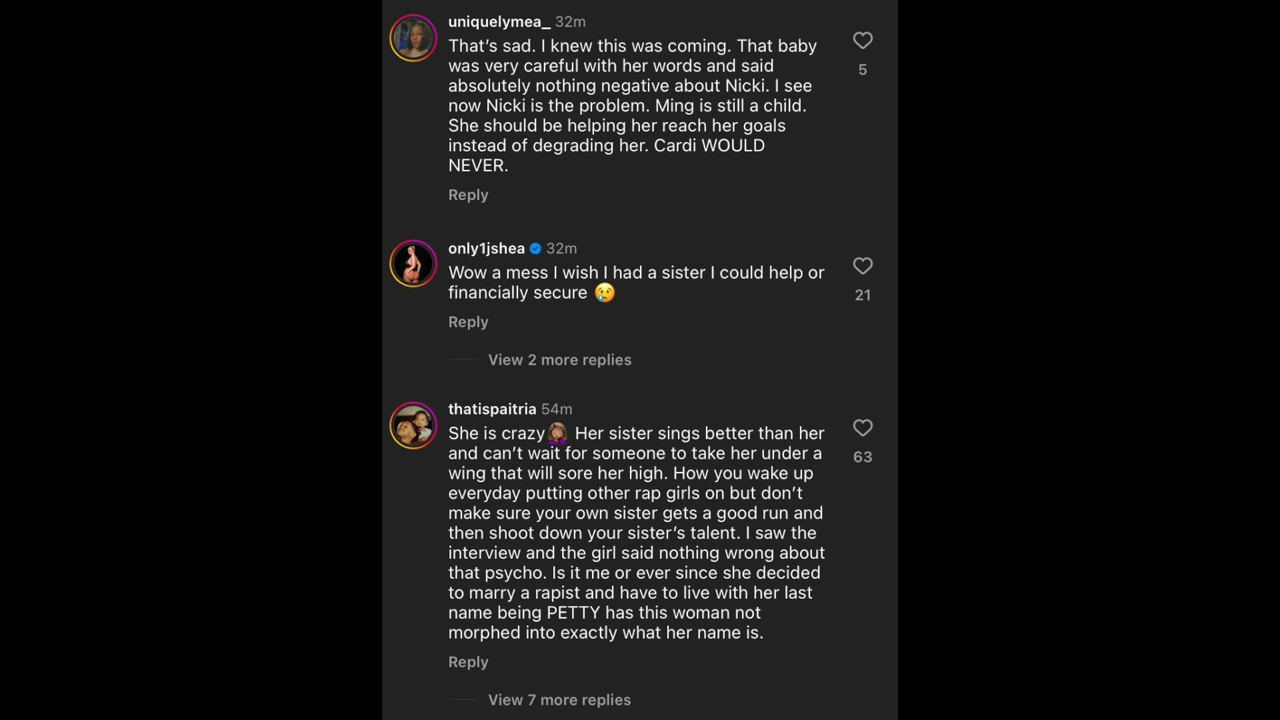 uniquelymea_ 32m
That’s sad. I knew this was coming. That baby
was very careful with her words and said
absolutely nothing negative about Nicki. I see
now Nicki is the problem. Ming is still a child.
She should be helping her reach her goals
instead of degrading her. Cardi WOULD
NEVER.
5
Reply
only1jshea 32m
Wow a mess I wish I had a sister I could help or
financially secure 😢
21
Reply
View 2 more replies
thatispaitria 54m
She is crazy🤦🏾‍♀️ Her sister sings better than her
and can’t wait for someone to take her under a
wing that will sore her high. How you wake up
everyday putting other rap girls on but don’t
make sure your own sister gets a good run and
then shoot down your sister’s talent. I saw the
interview and the girl said nothing wrong about
that psycho. Is it me or ever since she decided
to marry a rapist and have to live with her last
name being PETTY has this woman not
morphed into exactly what her name is.
63
Reply
View 7 more replies